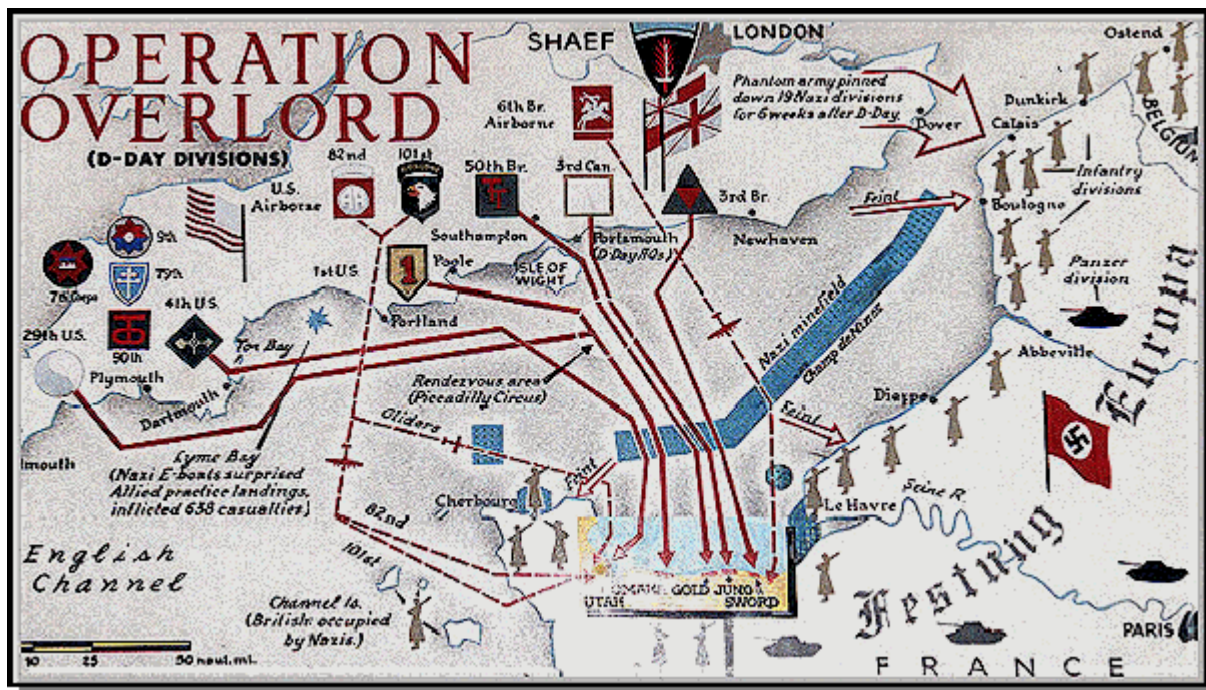 OPERATION
OVERLORD
(D-DAY DIVISIONS)
SHAEF
LONDON
Ostend
BELGIUM
6th Br.
Airborne
Phantom army pinned
down 19 Nazi divisions
for 6 weeks after D-Day.
Dover
Dunkirk
Calais
Infantry
divisions
82nd
101st
U.S.
Airborne
50th Br.
3rd Can.
3rd Br.
Feint
Boulogne
9th
79th
7th Corps
90th
4th U.S.
29th U.S.
1st U.S.
Southampton
Poole
Portland
ISLE OF
WIGHT
Portsmouth
(D-Day HQs)
Newhaven
Panzer
division
Abbeville
Dieppe
Tor Bay
Plymouth
Dartmouth
lmouth
Rendezvous area
(Piccadilly Circus)
Nazi minefield
Champ de Mines
Feint
Gliders
Feint
Lyme Bay
(Nazi E-boats surprised
Allied practice landings,
inflicted 638 casualties)
Cherbourg
Le Havre
Seine R.
82nd
101st
English
Channel
Channel Is.
(British: occupied
by Nazis.)
UTAH
OMAHA
GOLD
JUNO
SWORD
Festung Europa
PARIS
FRANCE
10 25 50 naut. mi.